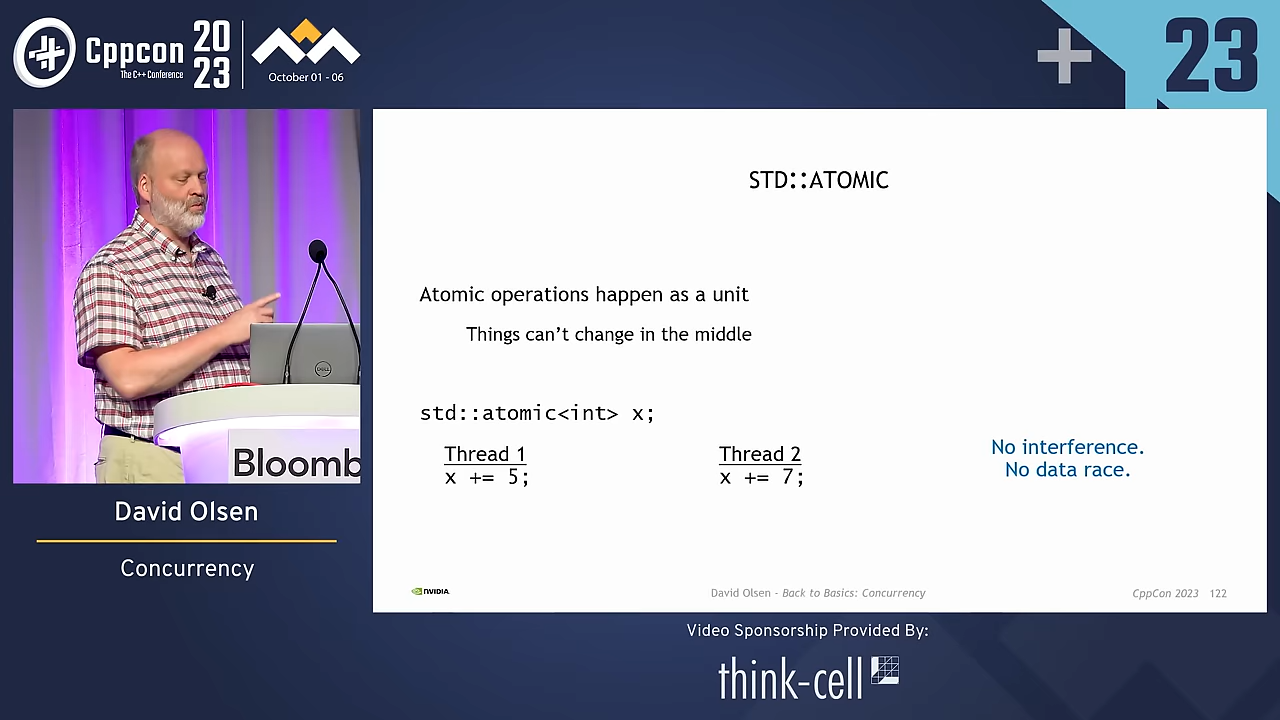 Cppcon
The C++ Conference
20
23
October 01 - 06
23
STD::ATOMIC
Atomic operations happen as a unit
Things can't change in the middle
std::atomic<int> x;
Thread 1
x += 5;
Thread 2
x += 7;
No interference.
No data race.
NVIDIA.
David Olsen - Back to Basics: Concurrency
CppCon 2023 122
DELL
Bloomb
David Olsen
Concurrency
Video Sponsorship Provided By:
think-cell